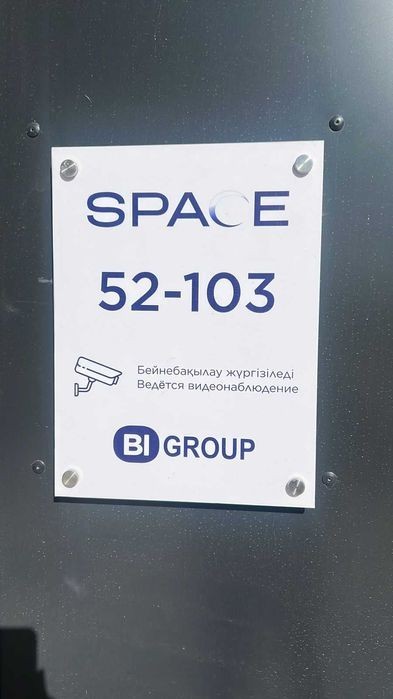 SPACE
52-103
Бейнебақылау жүргізіледі
Ведётся видеонаблюдение
BI GROUP